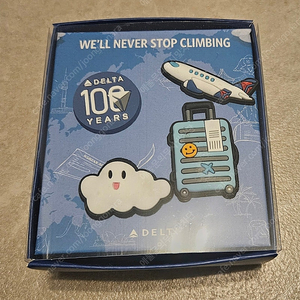 WE'LL NEVER STOP CLIMBING
DELTA
100
YEARS
DELTA